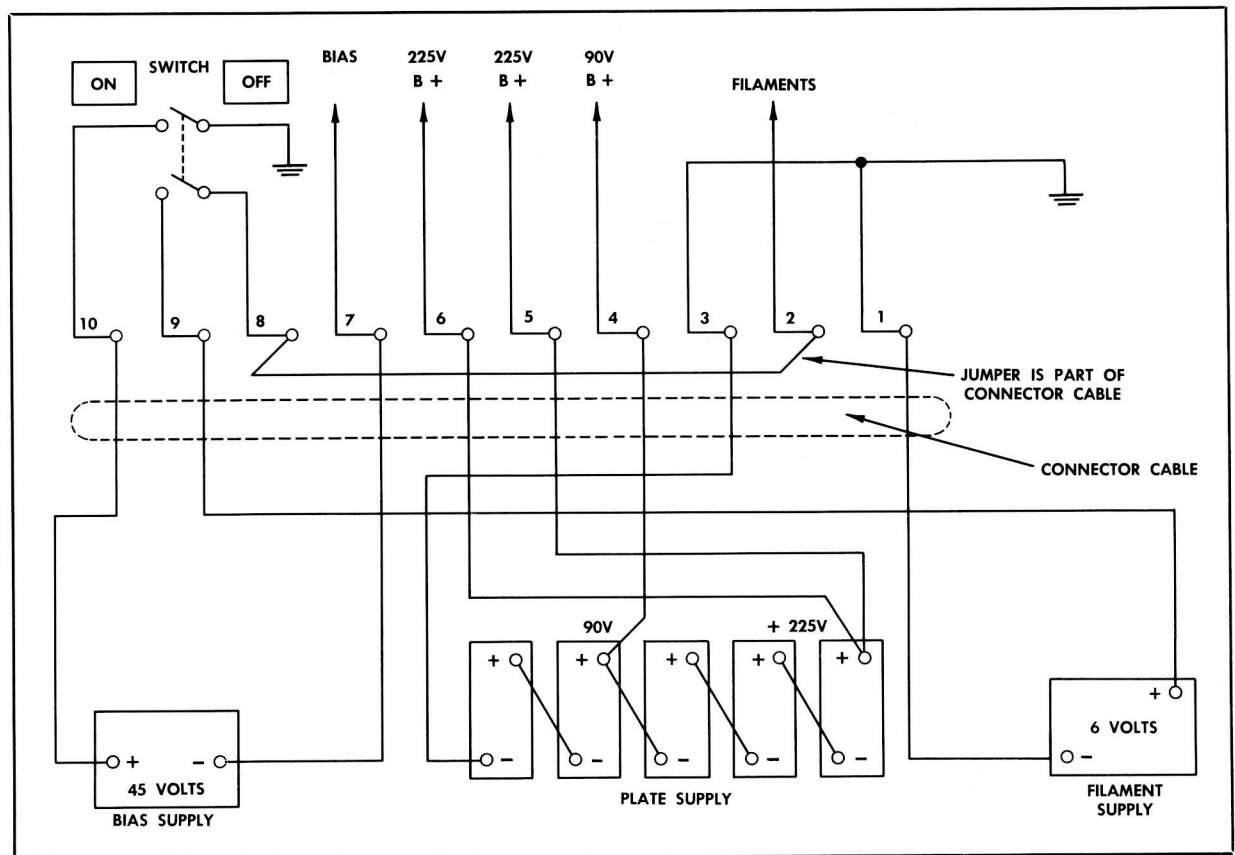 SWITCH
ON
OFF
BIAS
225V
B +
225V
B +
90V
B +
FILAMENTS
10
9
8
7
6
5
4
3
2
1
JUMPER IS PART OF
CONNECTOR CABLE
CONNECTOR CABLE
90V
+ 225V
+
+
+
+
+
-
-
-
-
-
PLATE SUPPLY
+
-
45 VOLTS
BIAS SUPPLY
+
6 VOLTS
-
FILAMENT
SUPPLY